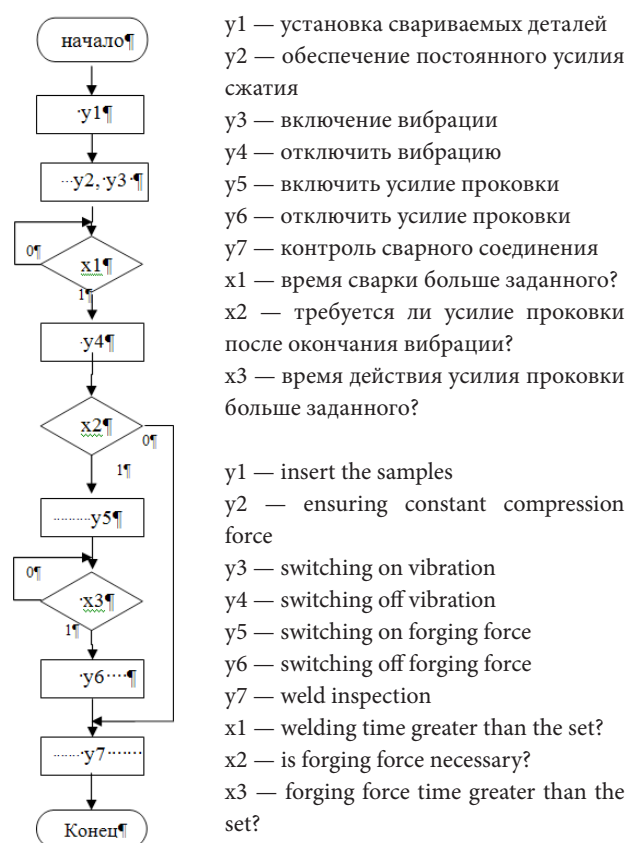 начало¶
·y1¶
···y2,·y3·¶
0¶
x1¶
1¶
·y4¶
x2¶
0¶
1¶
··········y5¶
0¶
·x3¶
1¶
·y6····¶
·······y7·······
Конец¶
y1 — установка свариваемых деталей
y2 — обеспечение постоянного усилия
сжатия
y3 — включение вибрации
y4 — отключить вибрацию
y5 — включить усилие проковки
y6 — отключить усилие проковки
y7 — контроль сварного соединения
x1 — время сварки больше заданного?
x2 — требуется ли усилие проковки
после окончания вибрации?
x3 — время действия усилия проковки
больше заданного?
y1 — insert the samples
y2 — ensuring constant compression
force
y3 — switching on vibration
y4 — switching off vibration
y5 — switching on forging force
y6 — switching off forging force
y7 — weld inspection
x1 — welding time greater than the set?
x2 — is forging force necessary?
x3 — forging force time greater than the
set?